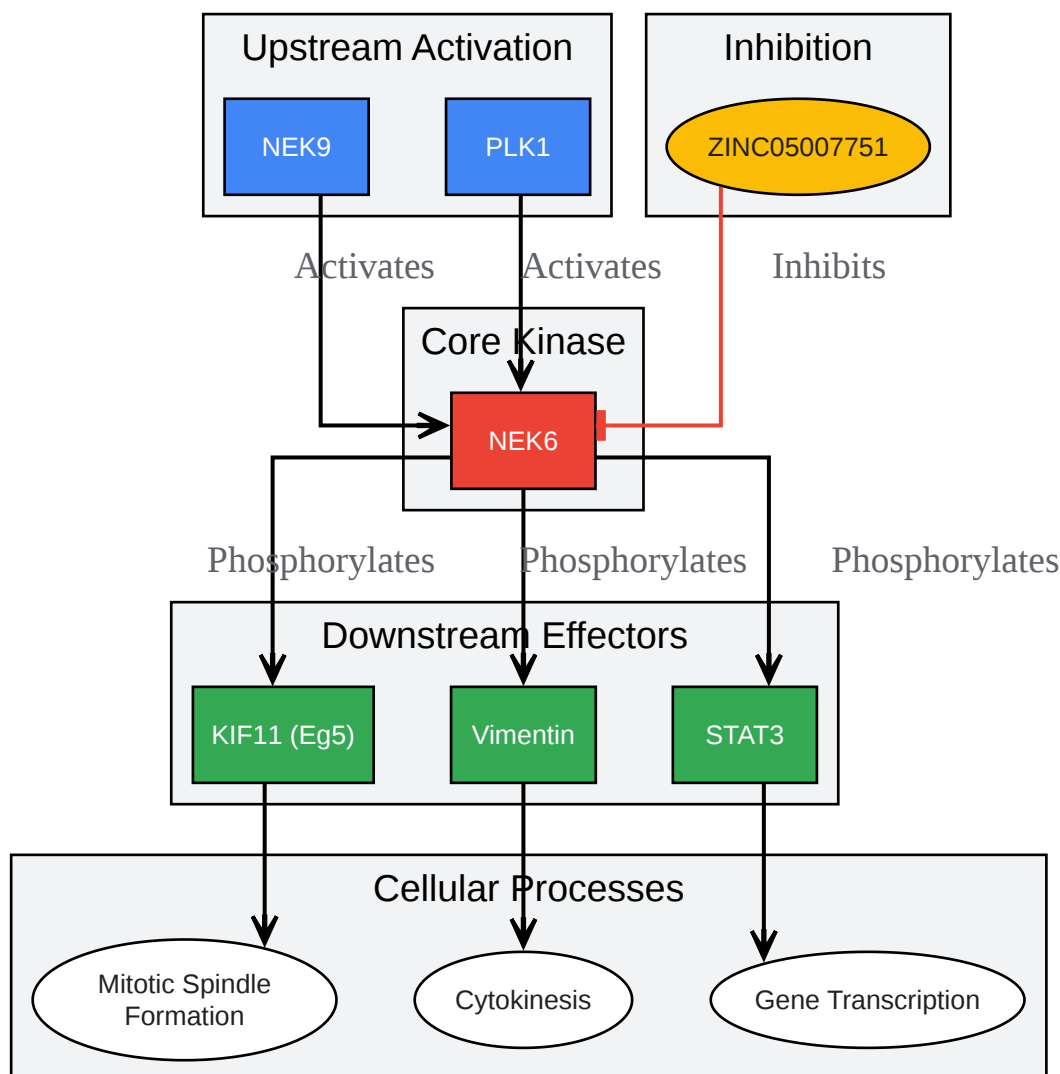 Upstream Activation
Inhibition
NEK9
PLK1
ZINC05007751
Activates
Activates
Inhibits
Core Kinase
NEK6
Phosphorylates
Phosphorylates
Phosphorylates
Downstream Effectors
KIF11 (Eg5)
Vimentin
STAT3
Cellular Processes
Mitotic Spindle
Formation
Cytokinesis
Gene Transcription